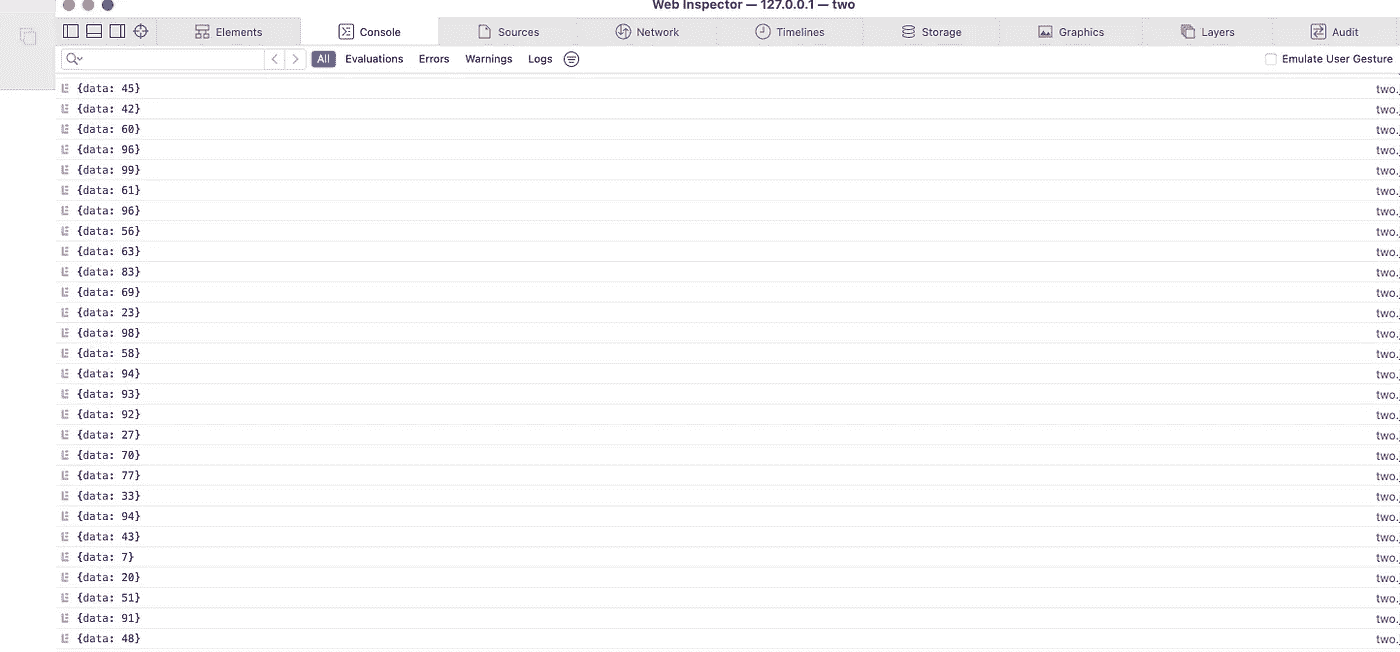 Web Inspector — 127.0.0.1 — two
Elements Console Sources Network Timelines Storage Graphics Layers Audit
All Evaluations Errors Warnings Logs Emulate User Gesture
{data: 45} two.
{data: 42} two.
{data: 60} two.
{data: 96} two.
{data: 99} two.
{data: 61} two.
{data: 96} two.
{data: 56} two.
{data: 63} two.
{data: 83} two.
{data: 69} two.
{data: 23} two.
{data: 98} two.
{data: 58} two.
{data: 94} two.
{data: 93} two.
{data: 92} two.
{data: 27} two.
{data: 70} two.
{data: 77} two.
{data: 33} two.
{data: 94} two.
{data: 43} two.
{data: 7} two.
{data: 20} two.
{data: 51} two.
{data: 91} two.
{data: 48} two.